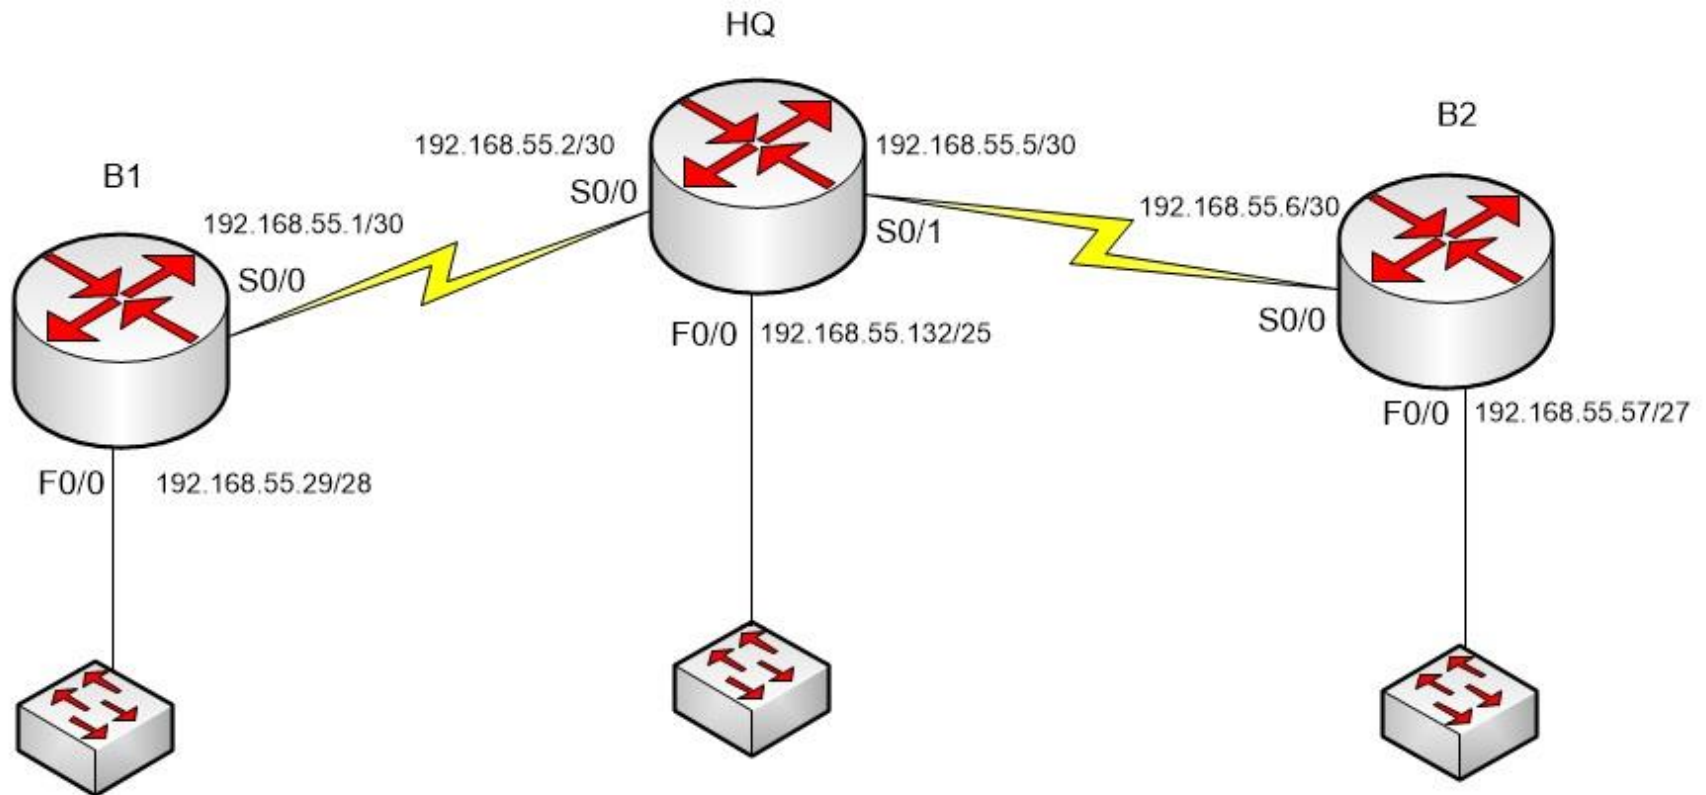 HQ
B2
B1
192.168.55.2/30
192.168.55.5/30
S0/0
192.168.55.6/30
192.168.55.1/30
S0/1
S0/0
S0/0
F0/0
192.168.55.132/25
F0/0
192.168.55.57/27
F0/0
192.168.55.29/28